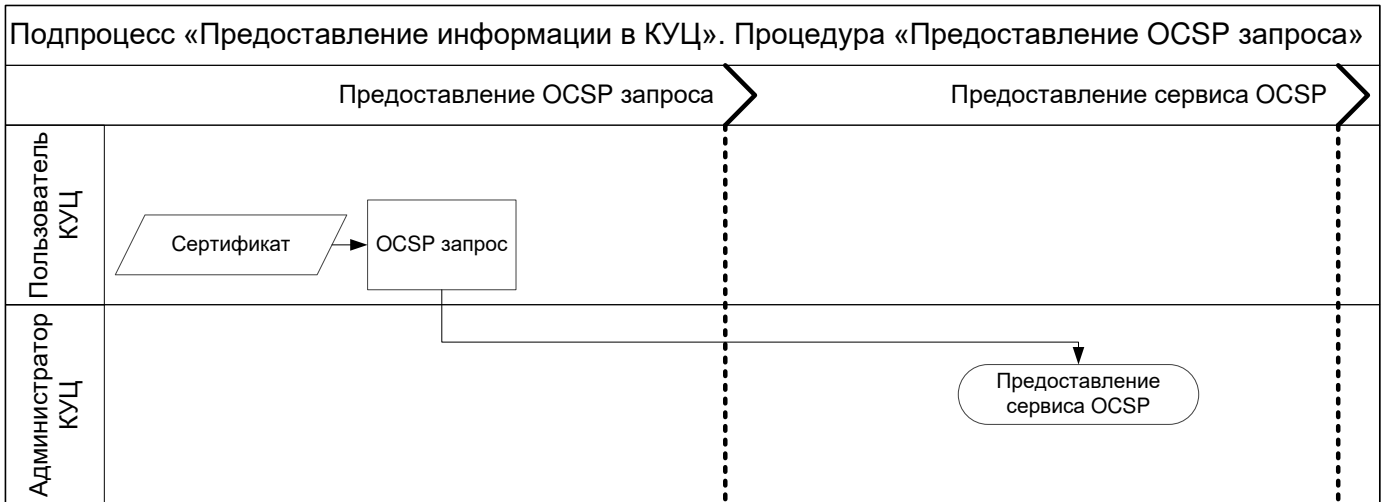 Подпроцесс «Предоставление информации в КУЦ». Процедура «Предоставление OCSP запроса»
Предоставление OCSP запроса
Предоставление сервиса OCSP
Пользователь
КУЦ
Сертификат
OCSP запрос
Администратор
КУЦ
Предоставление
сервиса OCSP